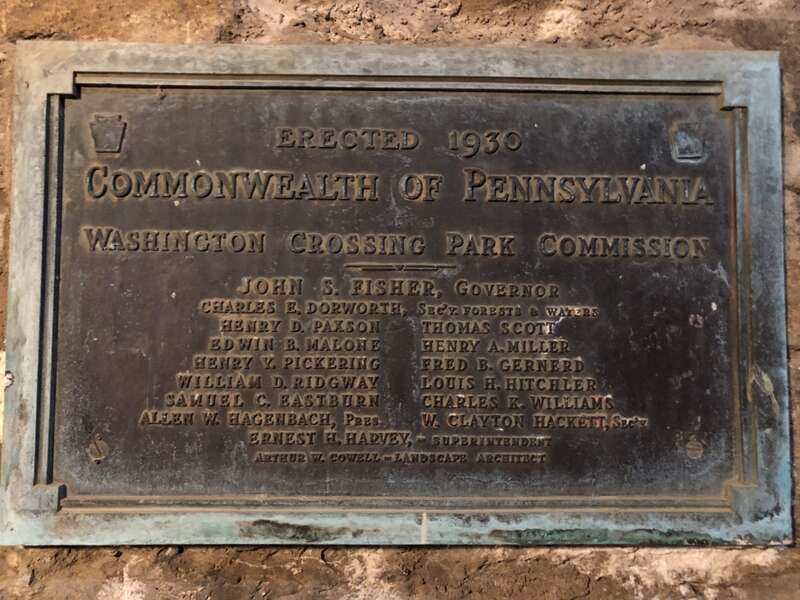 ERECTED 1930
COMMONWEALTH OF PENNSYLVANIA
WASHINGTON CROSSING PARK COMMISSION
JOHN S. FISHER, GOVERNOR
CHARLES E. DORWORTH, SEC'Y. FORESTS & WATERS
HENRY D. PAXSON THOMAS SCOTT
EDWIN B. MALONE HENRY A. MILLER
HENRY Y. PICKERING FRED B. GERNERD
WILLIAM D. RIDGWAY LOUIS H. HITCHLER
SAMUEL C. EASTBURN CHARLES K. WILLIAMS
ALLEN W. HAGENBACH, PRES. W. CLAYTON HACKETT, SEC'Y.
ERNEST H. HARVEY, – SUPERINTENDENT
ARTHUR W. COWELL – LANDSCAPE ARCHITECT